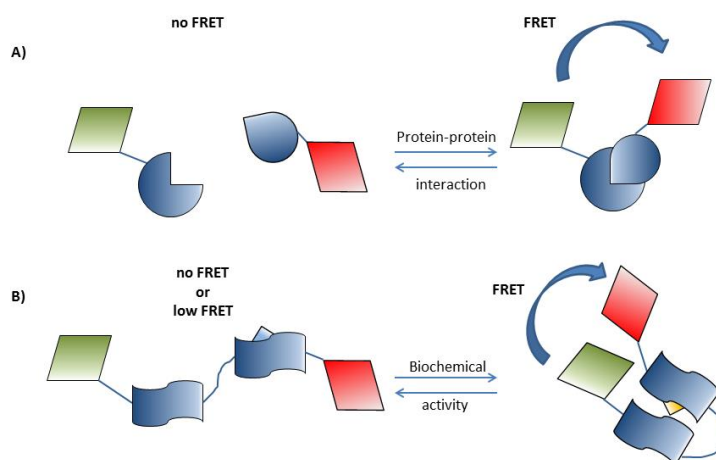 no FRET
FRET
A)
Protein-protein
interaction
no FRET
or
low FRET
B)
FRET
Biochemical
activity